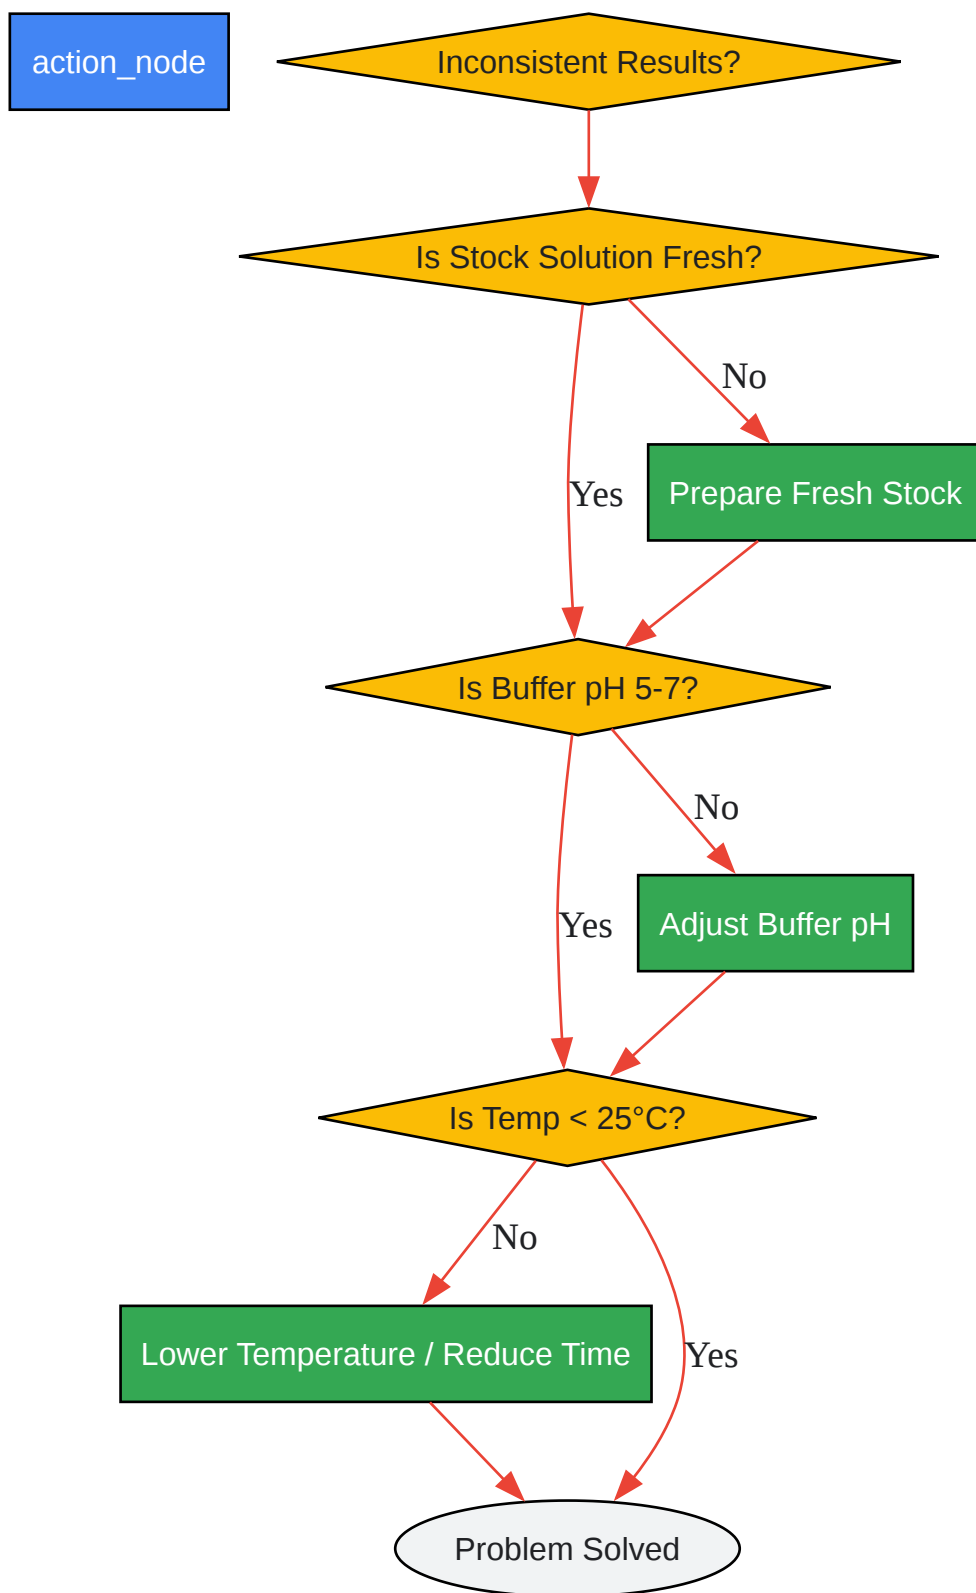 action_node
Inconsistent Results?
Is Stock Solution Fresh?
No
Yes
Prepare Fresh Stock
Is Buffer pH 5-7?
No
Yes
Adjust Buffer pH
Is Temp < 25°C?
No
Lower Temperature / Reduce Time
Yes
Problem Solved